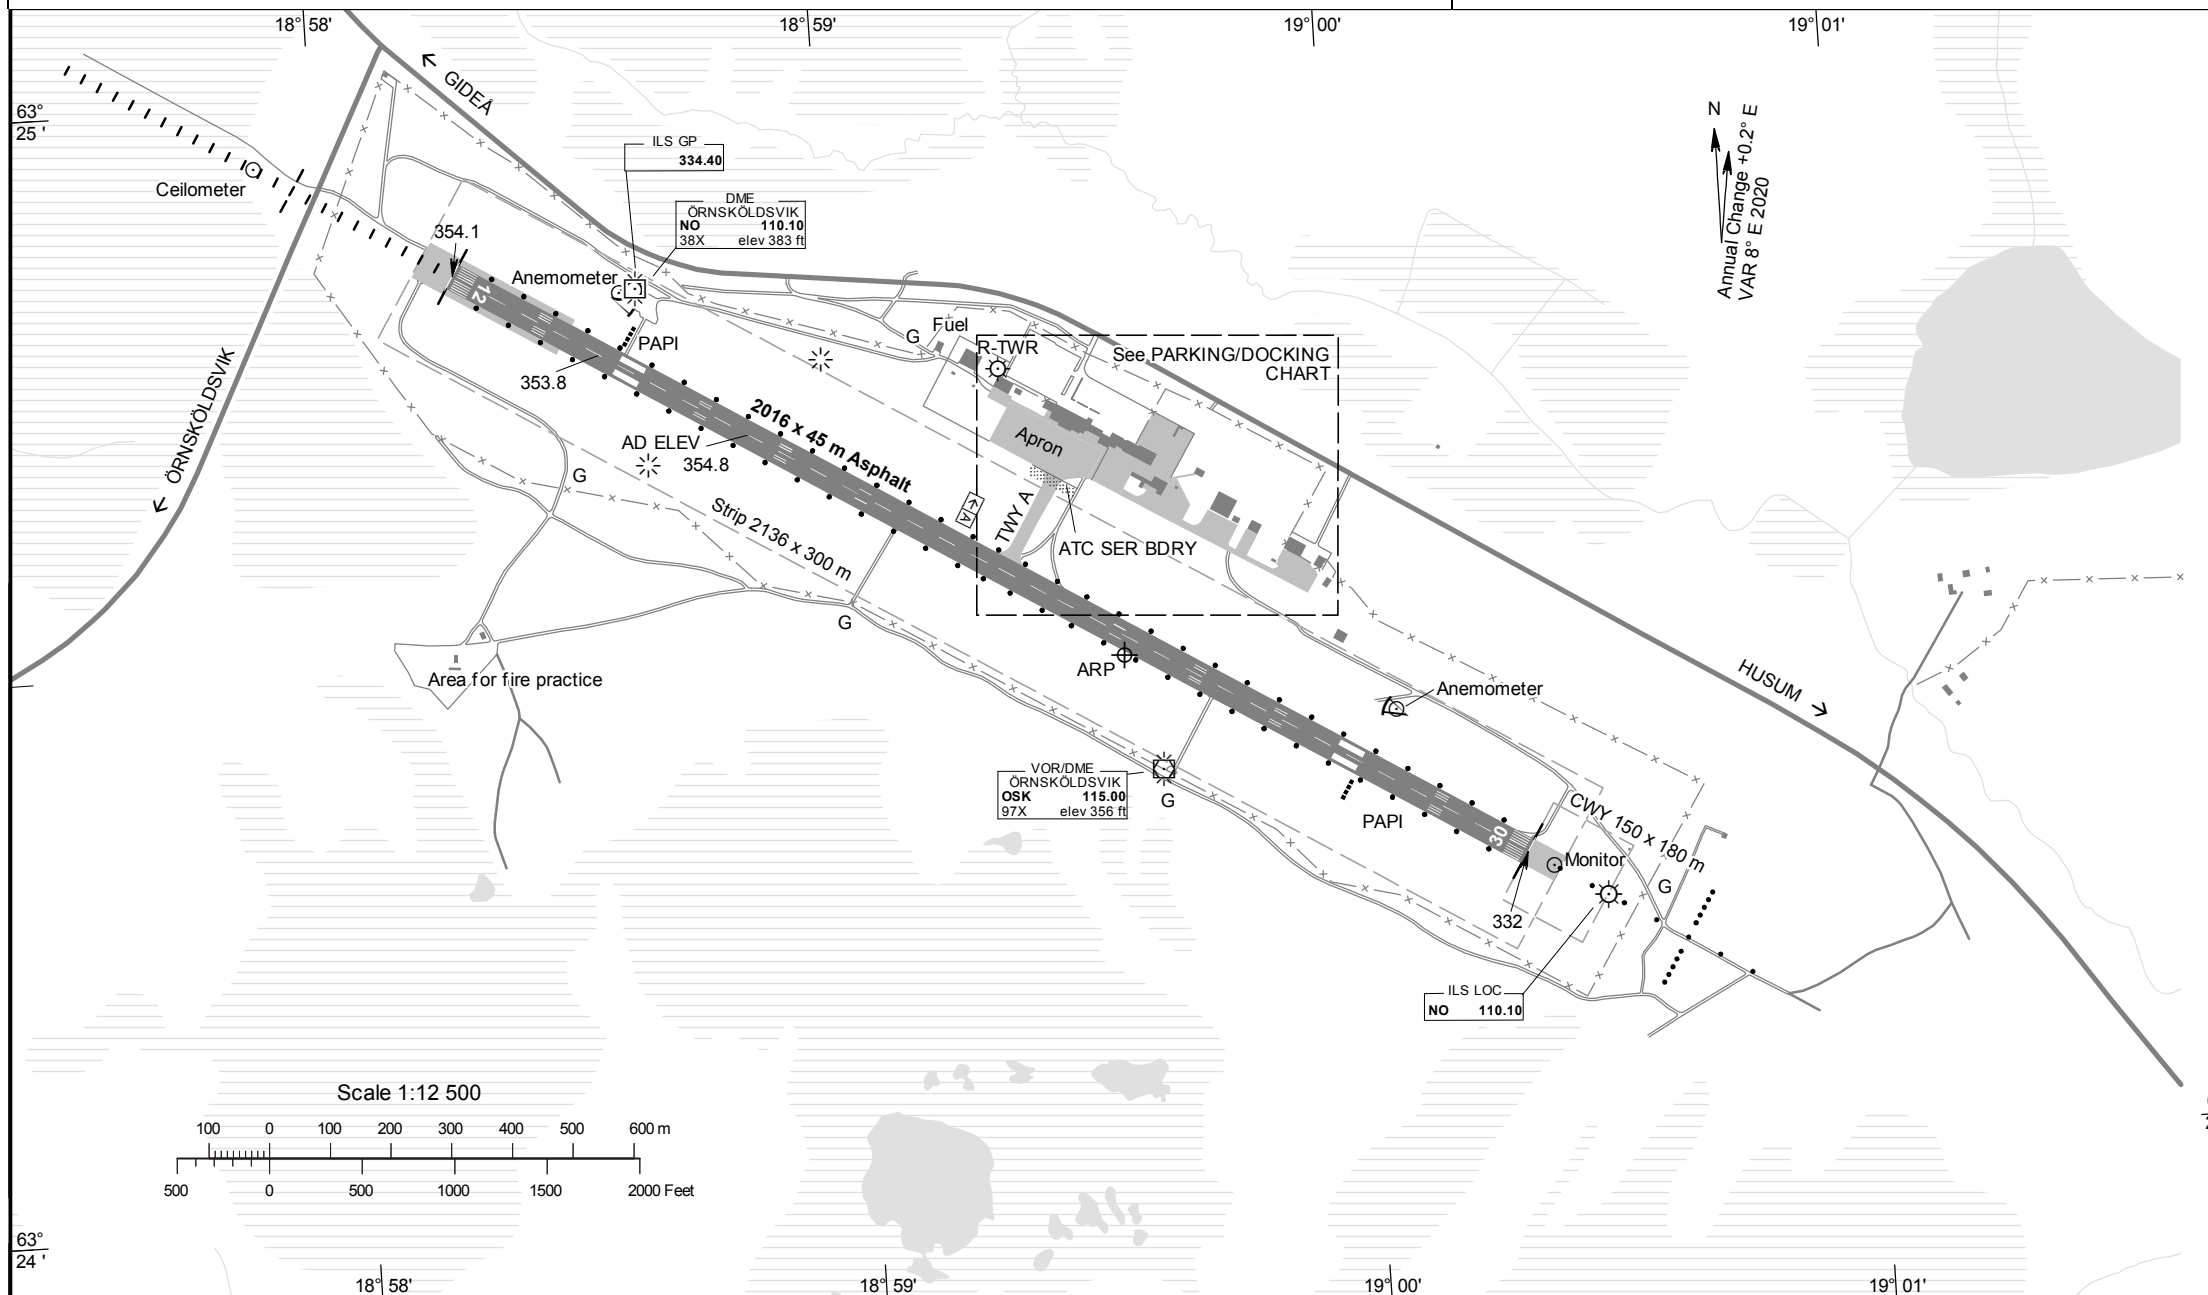 18° 58'
18° 59'
19° 00'
19° 01'
63°
25 '
GIDEÅ
N
Annual Change +0.2° E
VAR 8° E 2020
ILS GP
334.40
Ceilometer
DME
ÖRNSKÖLDSVIK
NO 110.10
38X elev 383 ft
354.1
Anemometer
12
PAPI
353.8
Fuel
G
R-TWR
See PARKING/DOCKING
CHART
ÖRNSKÖLDSVIK
2016 x 45 m Asphalt
AD ELEV
354.8
Apron
G
Strip 2136 x 300 m
A
TWY A
ATC SER BDRY
G
ARP
Area for fire practice
HUSUM
Anemometer
VOR/DME
ÖRNSKÖLDSVIK
OSK 115.00
97X elev 356 ft
G
PAPI
30
CWY 150 x 180 m
Monitor
G
332
ILS LOC
NO 110.10
Scale 1:12 500
100 0 100 200 300 400 500 600 m
500 0 500 1000 1500 2000 Feet
63°
24 '
18° 58'
18° 59'
19° 00'
19° 01'